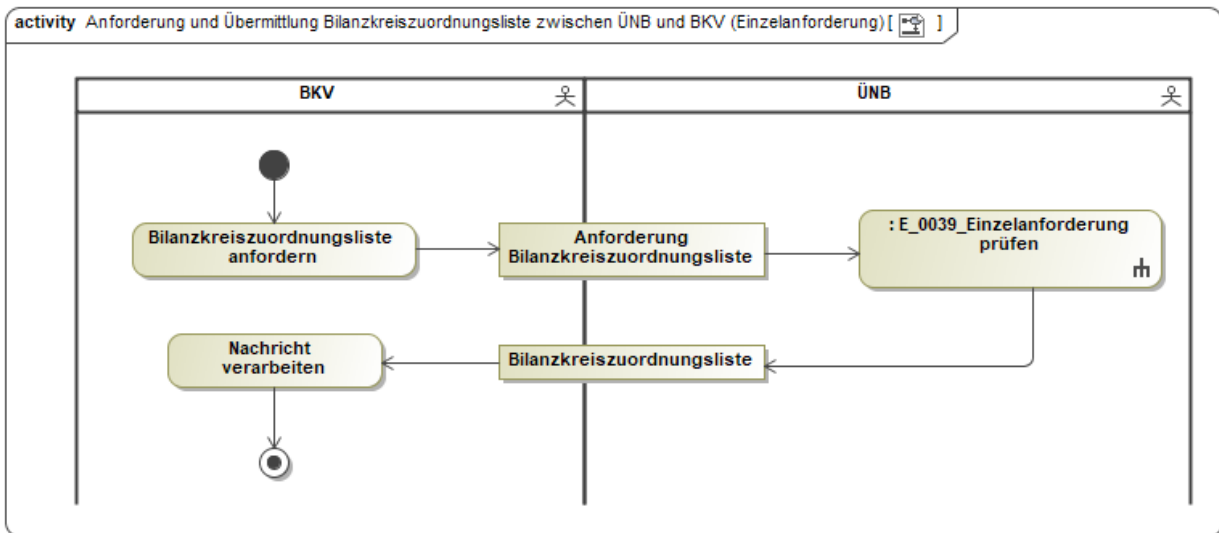 activity Anforderung und Übermittlung Bilanzkreiszuordnungsliste zwischen ÜNB und BKV (Einzelanforderung) [ ]
BKV
ÜNB
Bilanzkreiszuordnungsliste
anfordern
Anforderung
Bilanzkreiszuordnungsliste
: E_0039_Einzelanforderung
prüfen
Nachricht
verarbeiten
Bilanzkreiszuordnungsliste